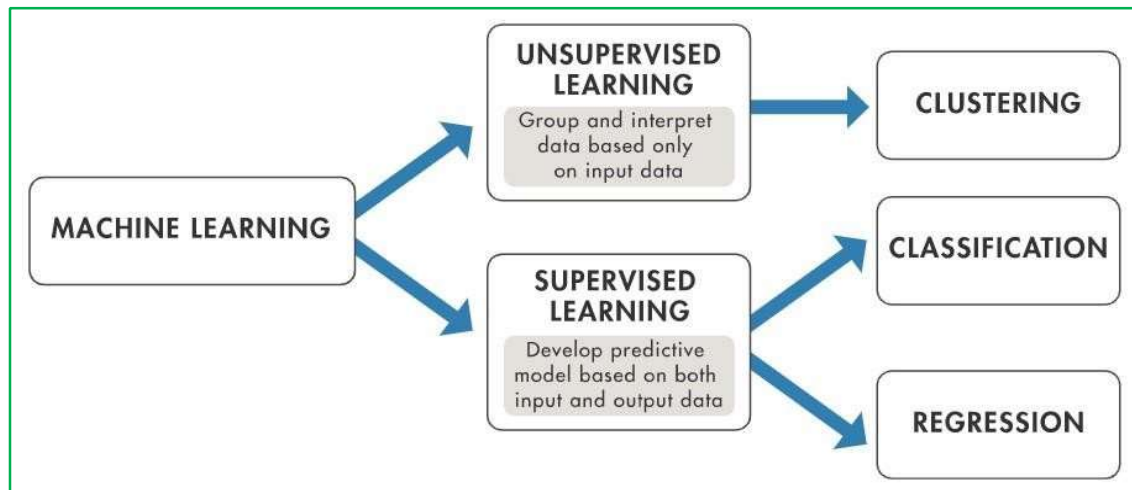 MACHINE LEARNING
UNSUPERVISED
LEARNING
Group and interpret
data based only
on input data
SUPERVISED
LEARNING
Develop predictive
model based on both
input and output data
CLUSTERING
CLASSIFICATION
REGRESSION